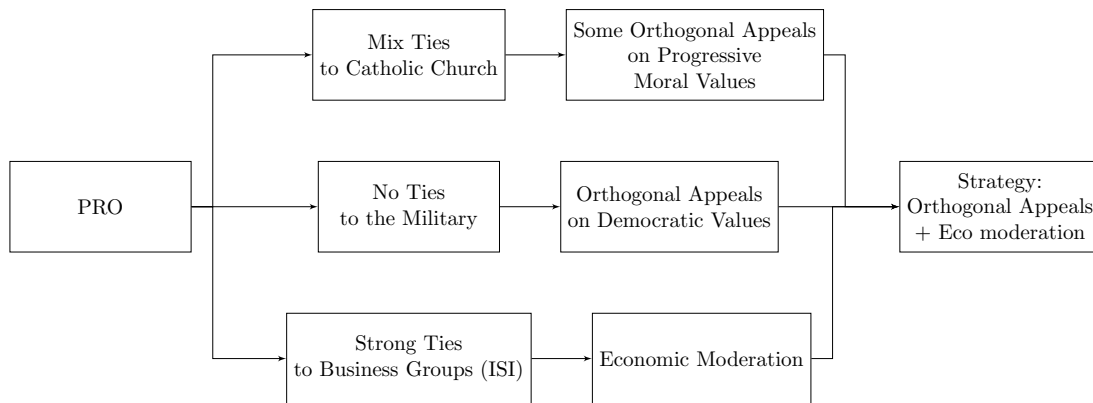 PRO
Mix Ties
to Catholic Church
Some Orthogonal Appeals
on Progressive
Moral Values
No Ties
to the Military
Orthogonal Appeals
on Democratic Values
Strong Ties
to Business Groups (ISI)
Economic Moderation
Strategy:
Orthogonal Appeals
+ Eco moderation